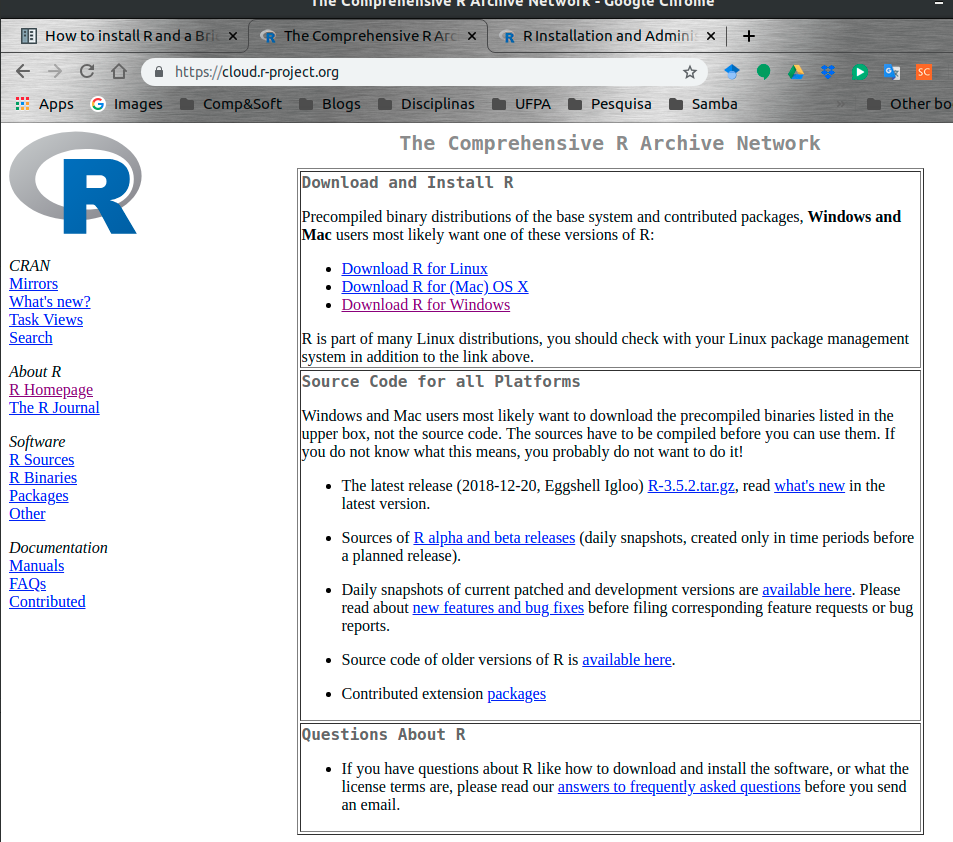 The Comprehensive R Archive Network - Google Chrome
How to install R and a Bri
The Comprehensive R Arc
R Installation and Admini
https://cloud.r-project.org
SC
Apps
Images
Comp&Soft
Blogs
Disciplinas
UFPA
Pesquisa
Samba
Other bo
R
CRAN
Mirrors
What's new?
Task Views
Search
About R
R Homepage
The R Journal
Software
R Sources
R Binaries
Packages
Other
Documentation
Manuals
FAQs
Contributed
The Comprehensive R Archive Network
Download and Install R
Precompiled binary distributions of the base system and contributed packages, Windows and
Mac users most likely want one of these versions of R:
Download R for Linux
Download R for (Mac) OS X
Download R for Windows
R is part of many Linux distributions, you should check with your Linux package management
system in addition to the link above.
Source Code for all Platforms
Windows and Mac users most likely want to download the precompiled binaries listed in the
upper box, not the source code. The sources have to be compiled before you can use them. If
you do not know what this means, you probably do not want to do it!
The latest release (2018-12-20, Eggshell Igloo) R-3.5.2.tar.gz, read what's new in the
latest version.
Sources of R alpha and beta releases (daily snapshots, created only in time periods before
a planned release).
Daily snapshots of current patched and development versions are available here. Please
read about new features and bug fixes before filing corresponding feature requests or bug
reports.
Source code of older versions of R is available here.
Contributed extension packages
Questions About R
If you have questions about R like how to download and install the software, or what the
license terms are, please read our answers to frequently asked questions before you send
an email.